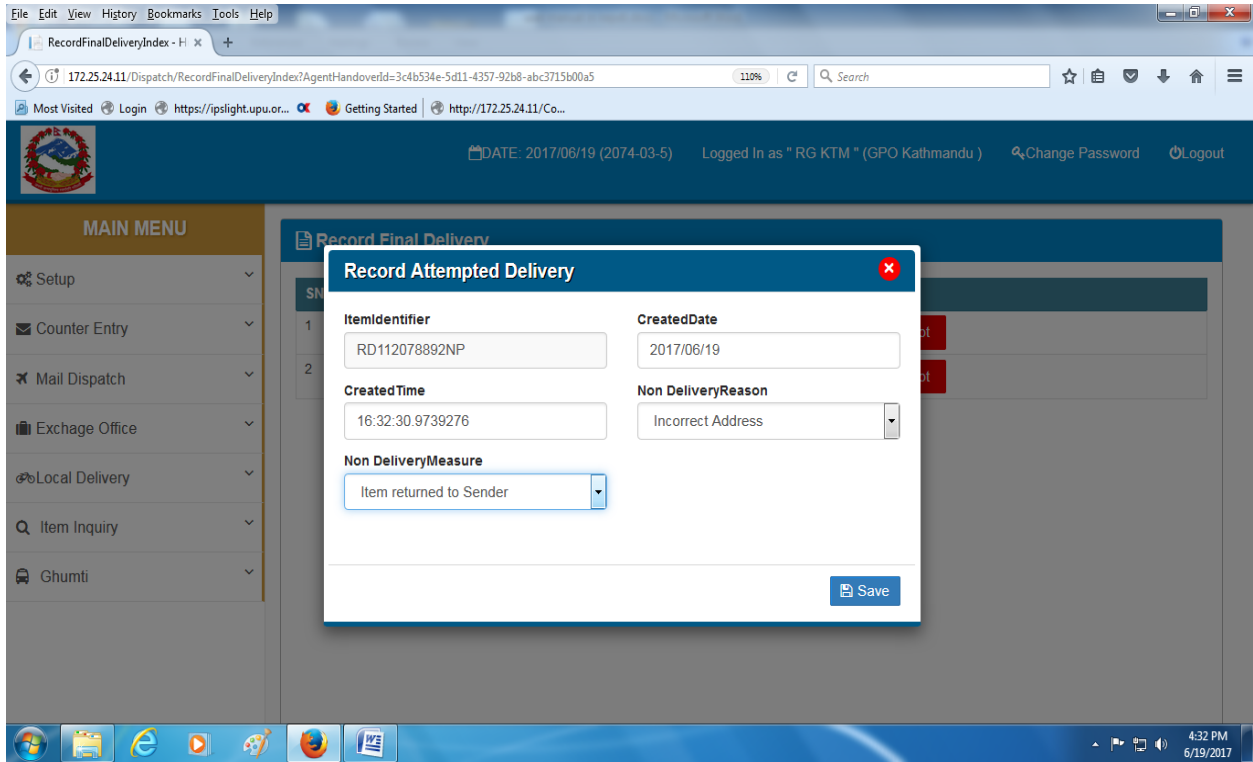 File Edit View History Bookmarks Tools Help
RecordFinalDeliveryIndex - H × +
172.25.24.11/Dispatch/RecordFinalDeliveryIndex?AgentHandoverId=3c4b534e-5d11-4357-92b8-abc3715b00a5 110% Search
Most Visited Login https://ipslight.upu.or... Getting Started http://172.25.24.11/Co...
DATE: 2017/06/19 (2074-03-5) Logged In as " RG KTM " (GPO Kathmandu ) Change Password Logout
MAIN MENU
Setup
Counter Entry
Mail Dispatch
Exchage Office
Local Delivery
Item Inquiry
Ghumti
Record Final Delivery
SN
1
2
Record Attempted Delivery
ItemIdentifier CreatedDate
RD112078892NP 2017/06/19
CreatedTime Non DeliveryReason
16:32:30.9739276 Incorrect Address
Non DeliveryMeasure
Item returned to Sender
Save
4:32 PM
6/19/2017